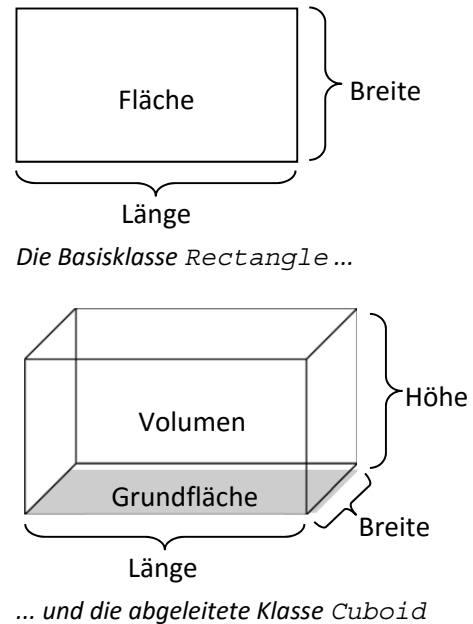 Fläche
Breite
Länge
Die Basisklasse Rectangle ...
Höhe
Volumen
Grundfläche
Breite
Länge
... und die abgeleitete Klasse Cuboid